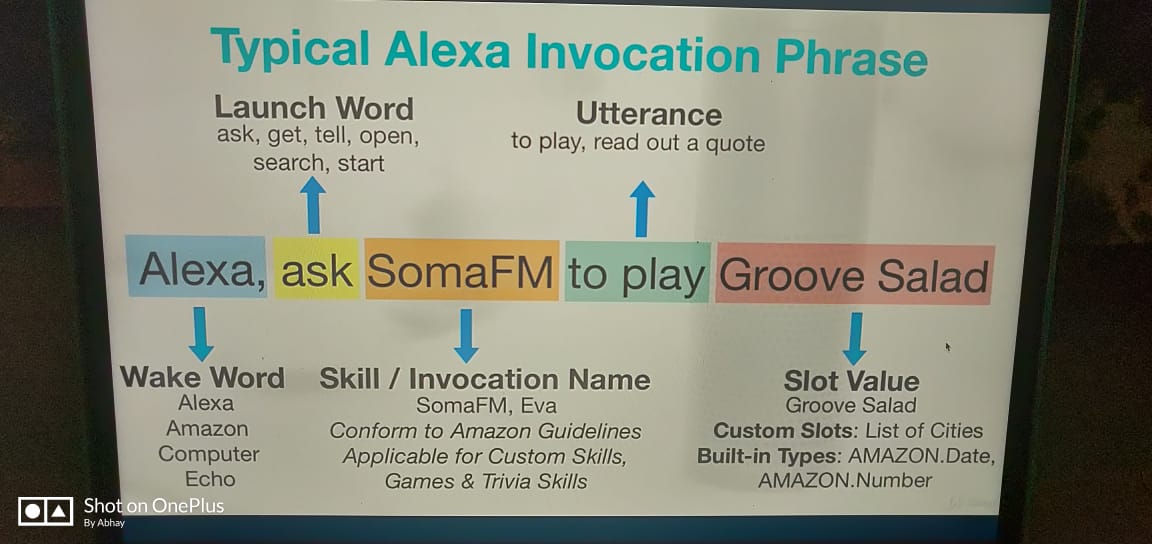 Typical Alexa Invocation Phrase
Launch Word
ask, get, tell, open,
search, start
Utterance
to play, read out a quote
Alexa, ask SomaFM to play Groove Salad
Wake Word
Alexa
Amazon
Computer
Echo
Skill / Invocation Name
SomaFM, Eva
Conform to Amazon Guidelines
Applicable for Custom Skills,
Games & Trivia Skills
Slot Value
Groove Salad
Custom Slots: List of Cities
Built-in Types: AMAZON.Date,
AMAZON.Number
Shot on OnePlus
By Abhay